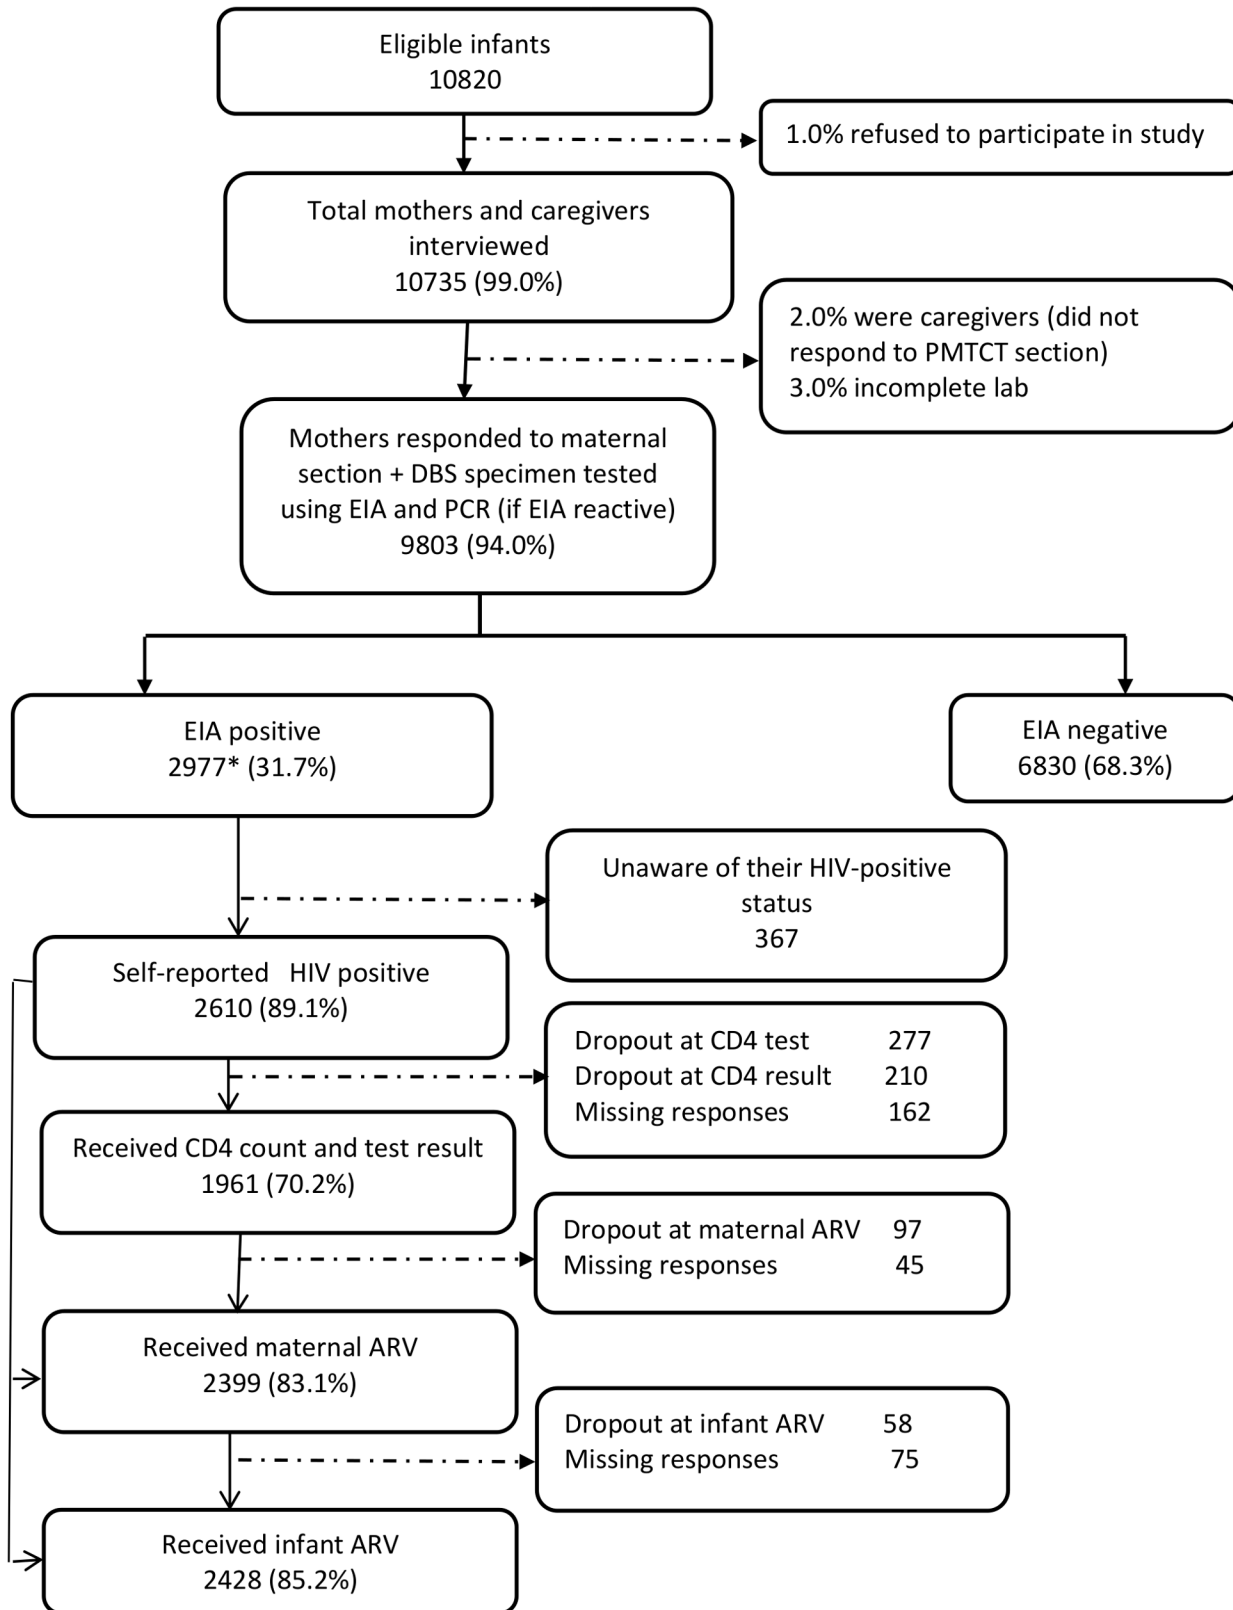 Eligible infants
10820
1.0% refused to participate in study
Total mothers and caregivers
interviewed
10735 (99.0%)
2.0% were caregivers (did not
respond to PMTCT section)
3.0% incomplete lab
Mothers responded to maternal
section + DBS specimen tested
using EIA and PCR (if EIA reactive)
9803 (94.0%)
EIA positive
2977* (31.7%)
EIA negative
6830 (68.3%)
Unaware of their HIV-positive
status
367
Self-reported HIV positive
2610 (89.1%)
Dropout at CD4 test 277
Dropout at CD4 result 210
Missing responses 162
Received CD4 count and test result
1961 (70.2%)
Dropout at maternal ARV 97
Missing responses 45
Received maternal ARV
2399 (83.1%)
Dropout at infant ARV 58
Missing responses 75
Received infant ARV
2428 (85.2%)